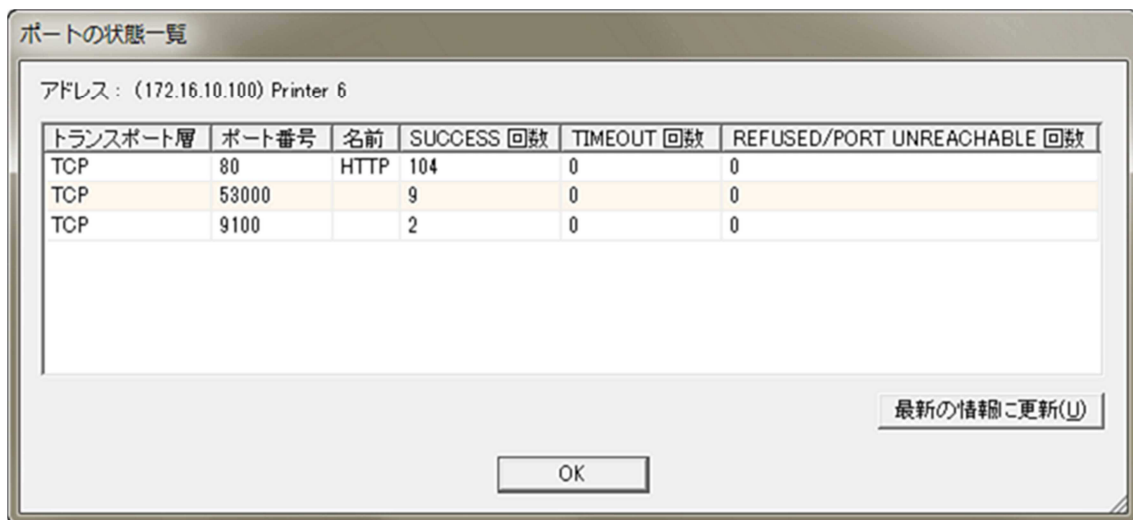 ポートの状態一覧
アドレス： (172.16.10.100) Printer 6
トランスポート層 ポート番号 名前 SUCCESS 回数 TIMEOUT 回数 REFUSED/PORT UNREACHABLE 回数
TCP 80 HTTP 104 0 0
TCP 53000 9 0 0
TCP 9100 2 0 0
最新の情報に更新(U)
OK